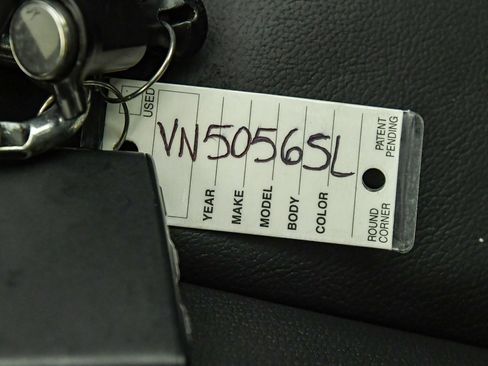 USED
VN5056SL
YEAR
MAKE
MODEL
BODY
COLOR
PATENT
PENDING
ROUND
CORNER